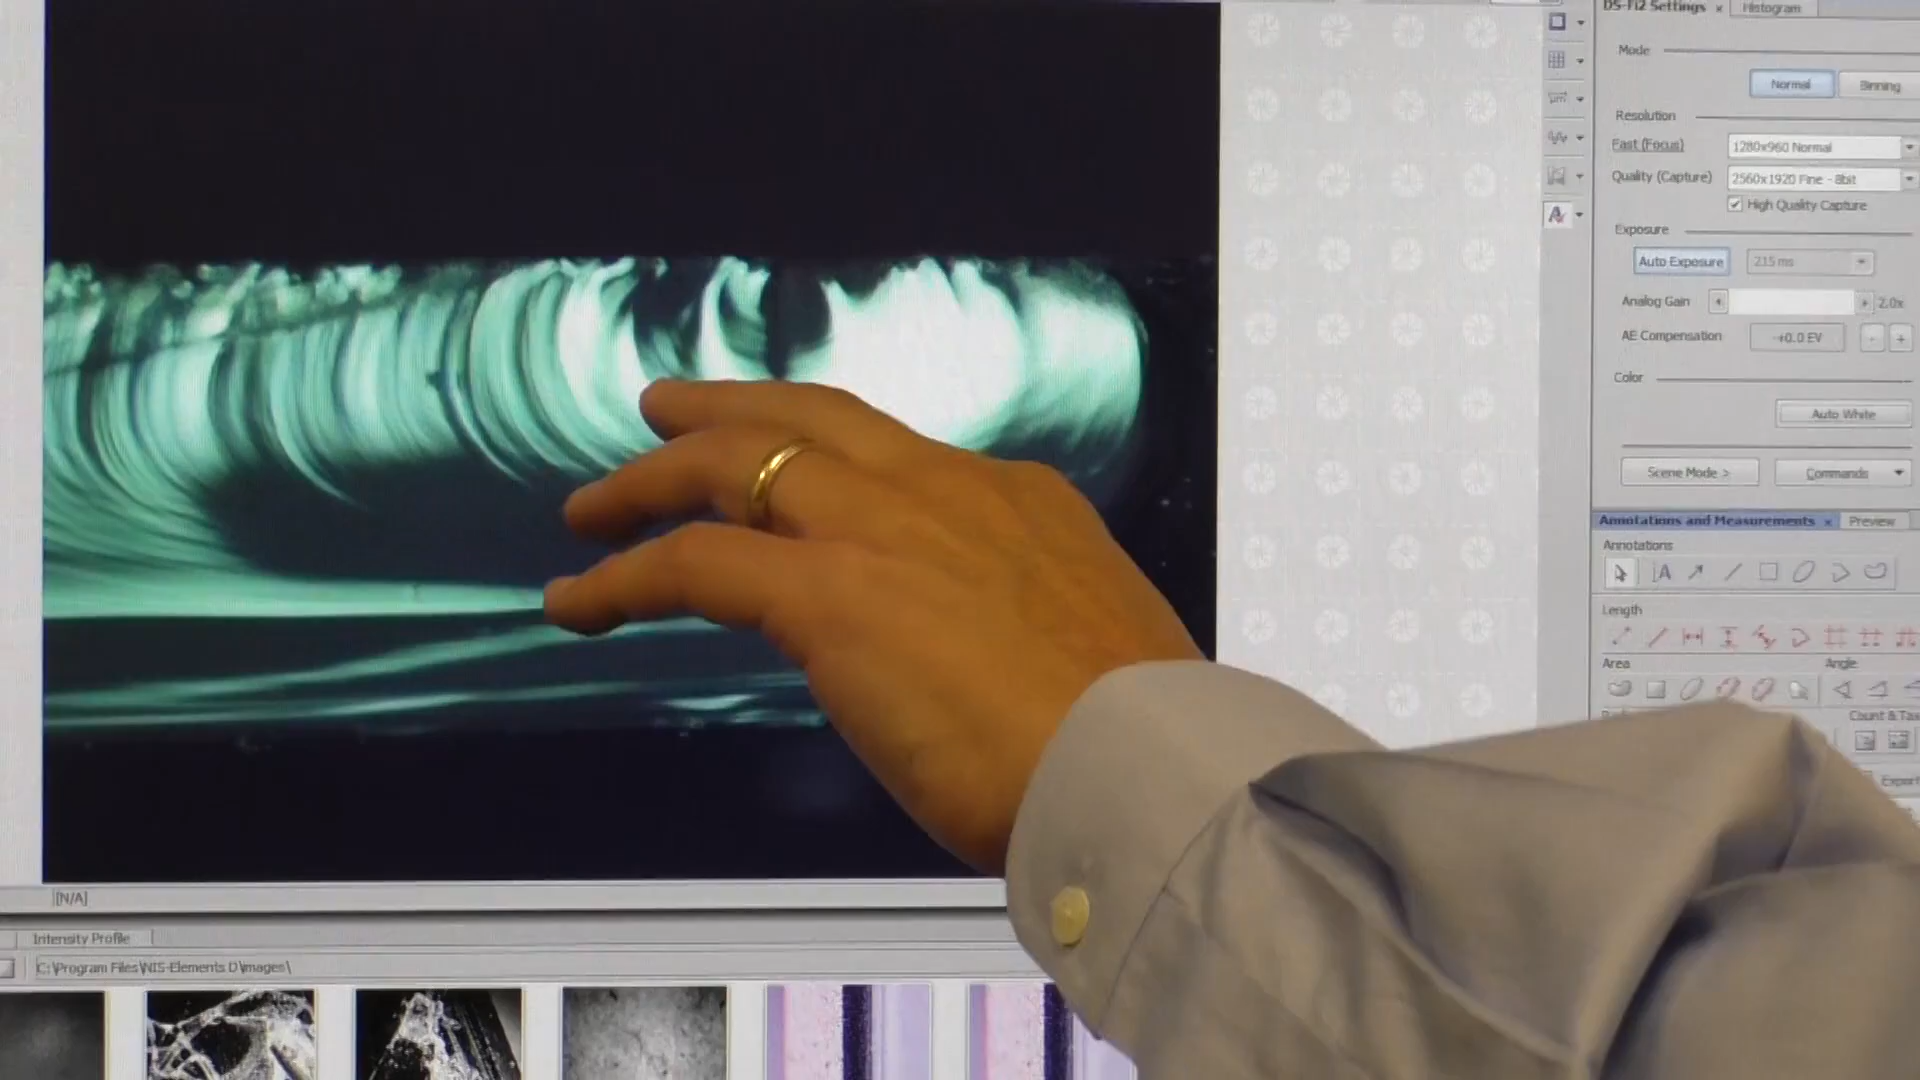 DS-Fi2 Settings × Histogram
Mode
Normal Binning
Resolution
Fast (Focus) 1280x960 Normal
Quality (Capture) 2560x1920 Fine - 8bit
High Quality Capture
Exposure
Auto Exposure 215 ms
Analog Gain 2.0x
AE Compensation +0.0 EV - +
Color
Auto White
Scene Mode > Commands
Annotations and Measurements × Preview
Annotations
A
Length
Area Angle
Count &
Export
[N/A]
Intensity Profile
C:\Program Files\NIS-Elements D\Images\